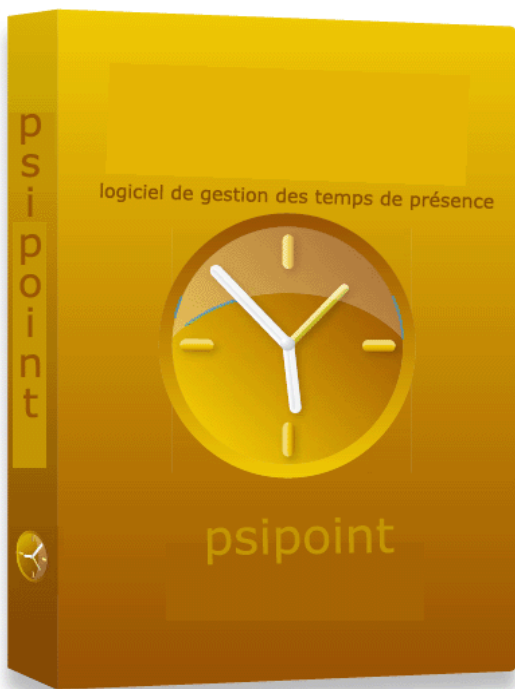 psipoint
logiciel de gestion des temps de présence
psipoint